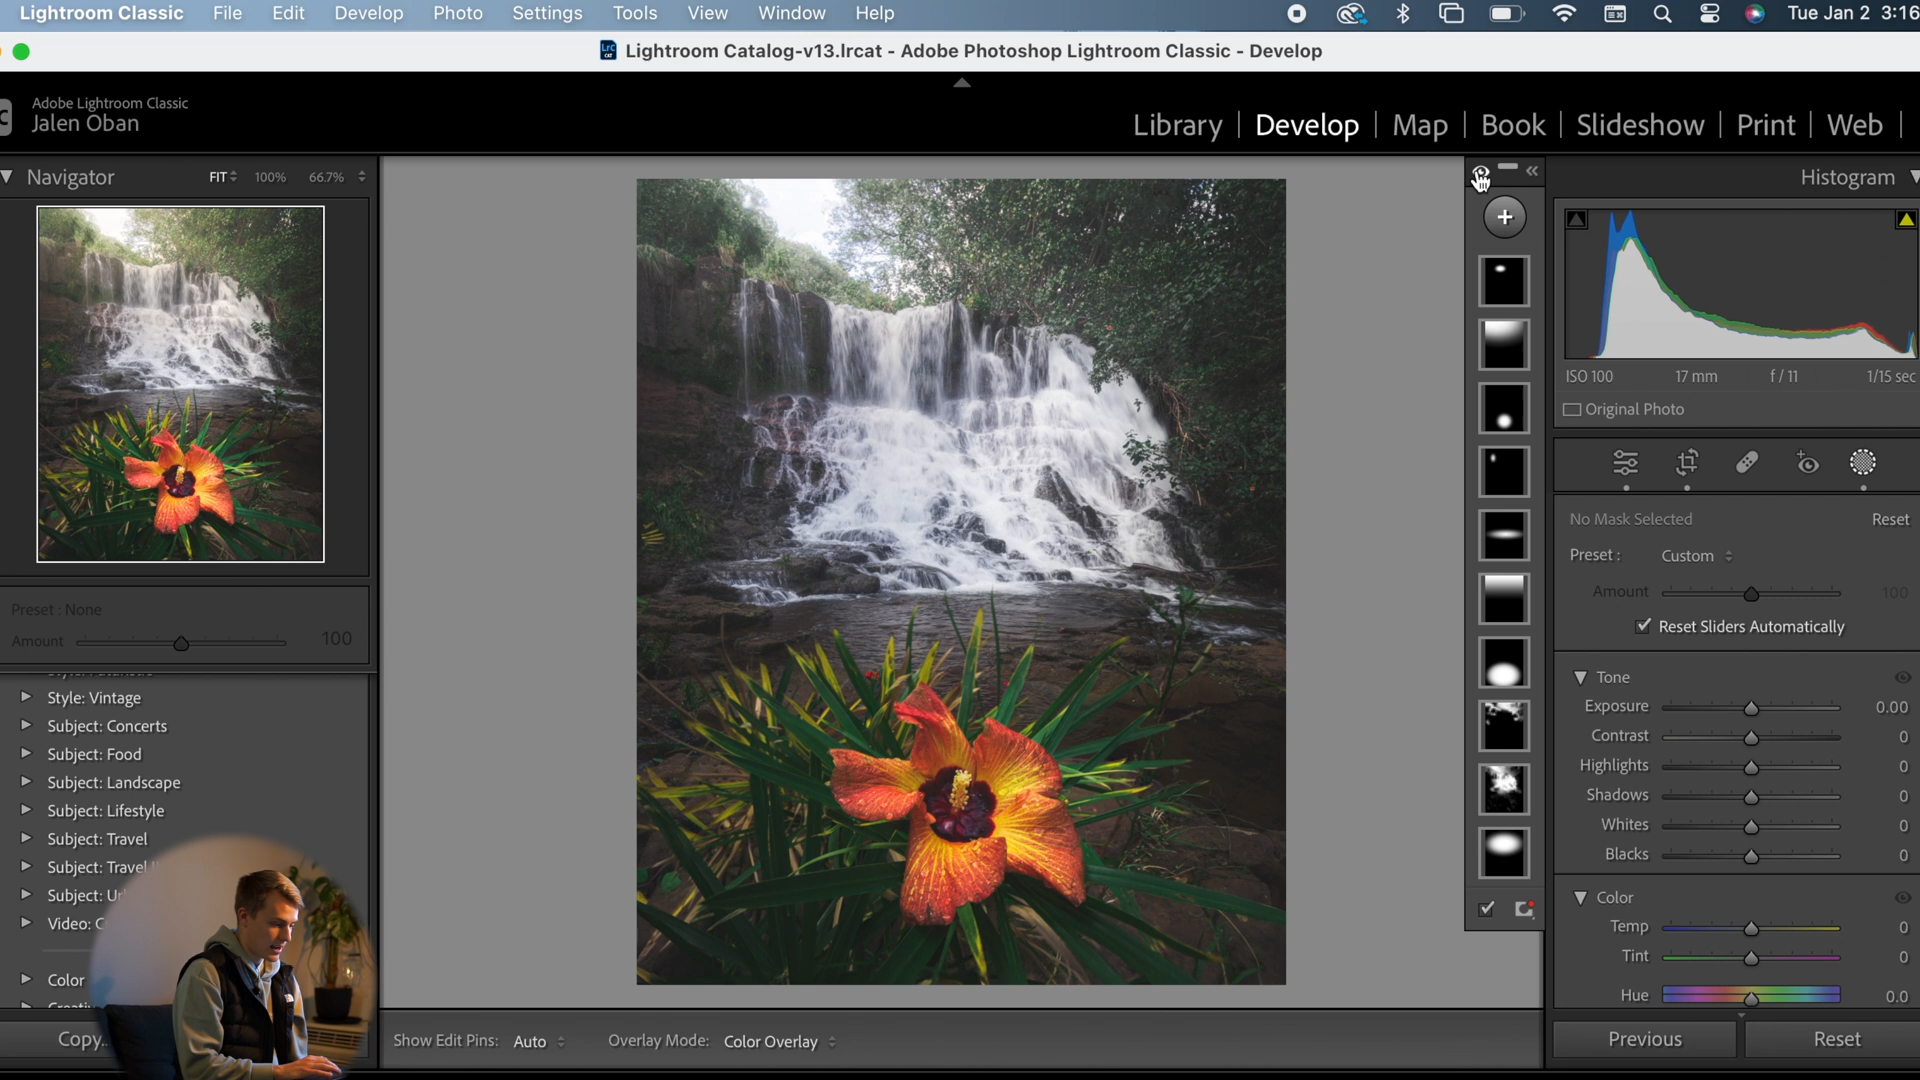 Lightroom Classic File Edit Develop Photo Settings Tools View Window Help Tue Jan 2 3:16
Lightroom Catalog-v13.lrcat - Adobe Photoshop Lightroom Classic - Develop
Adobe Lightroom Classic
Jalen Oban
Library | Develop | Map | Book | Slideshow | Print | Web |
Navigator FIT 100% 66.7%
Histogram
ISO 100 17 mm f / 11 1/15 sec
Original Photo
No Mask Selected Reset
Preset : Custom
Amount 100
Reset Sliders Automatically
Tone
Exposure 0.00
Contrast 0
Highlights 0
Shadows 0
Whites 0
Blacks 0
Color
Temp 0
Tint 0
Hue 0.0
Previous Reset
Preset : None
Amount 100
Style: Vintage
Subject: Concerts
Subject: Food
Subject: Landscape
Subject: Lifestyle
Subject: Travel
Subject: Travel
Subject:
Video:
Color
Copy..
Show Edit Pins: Auto Overlay Mode: Color Overlay